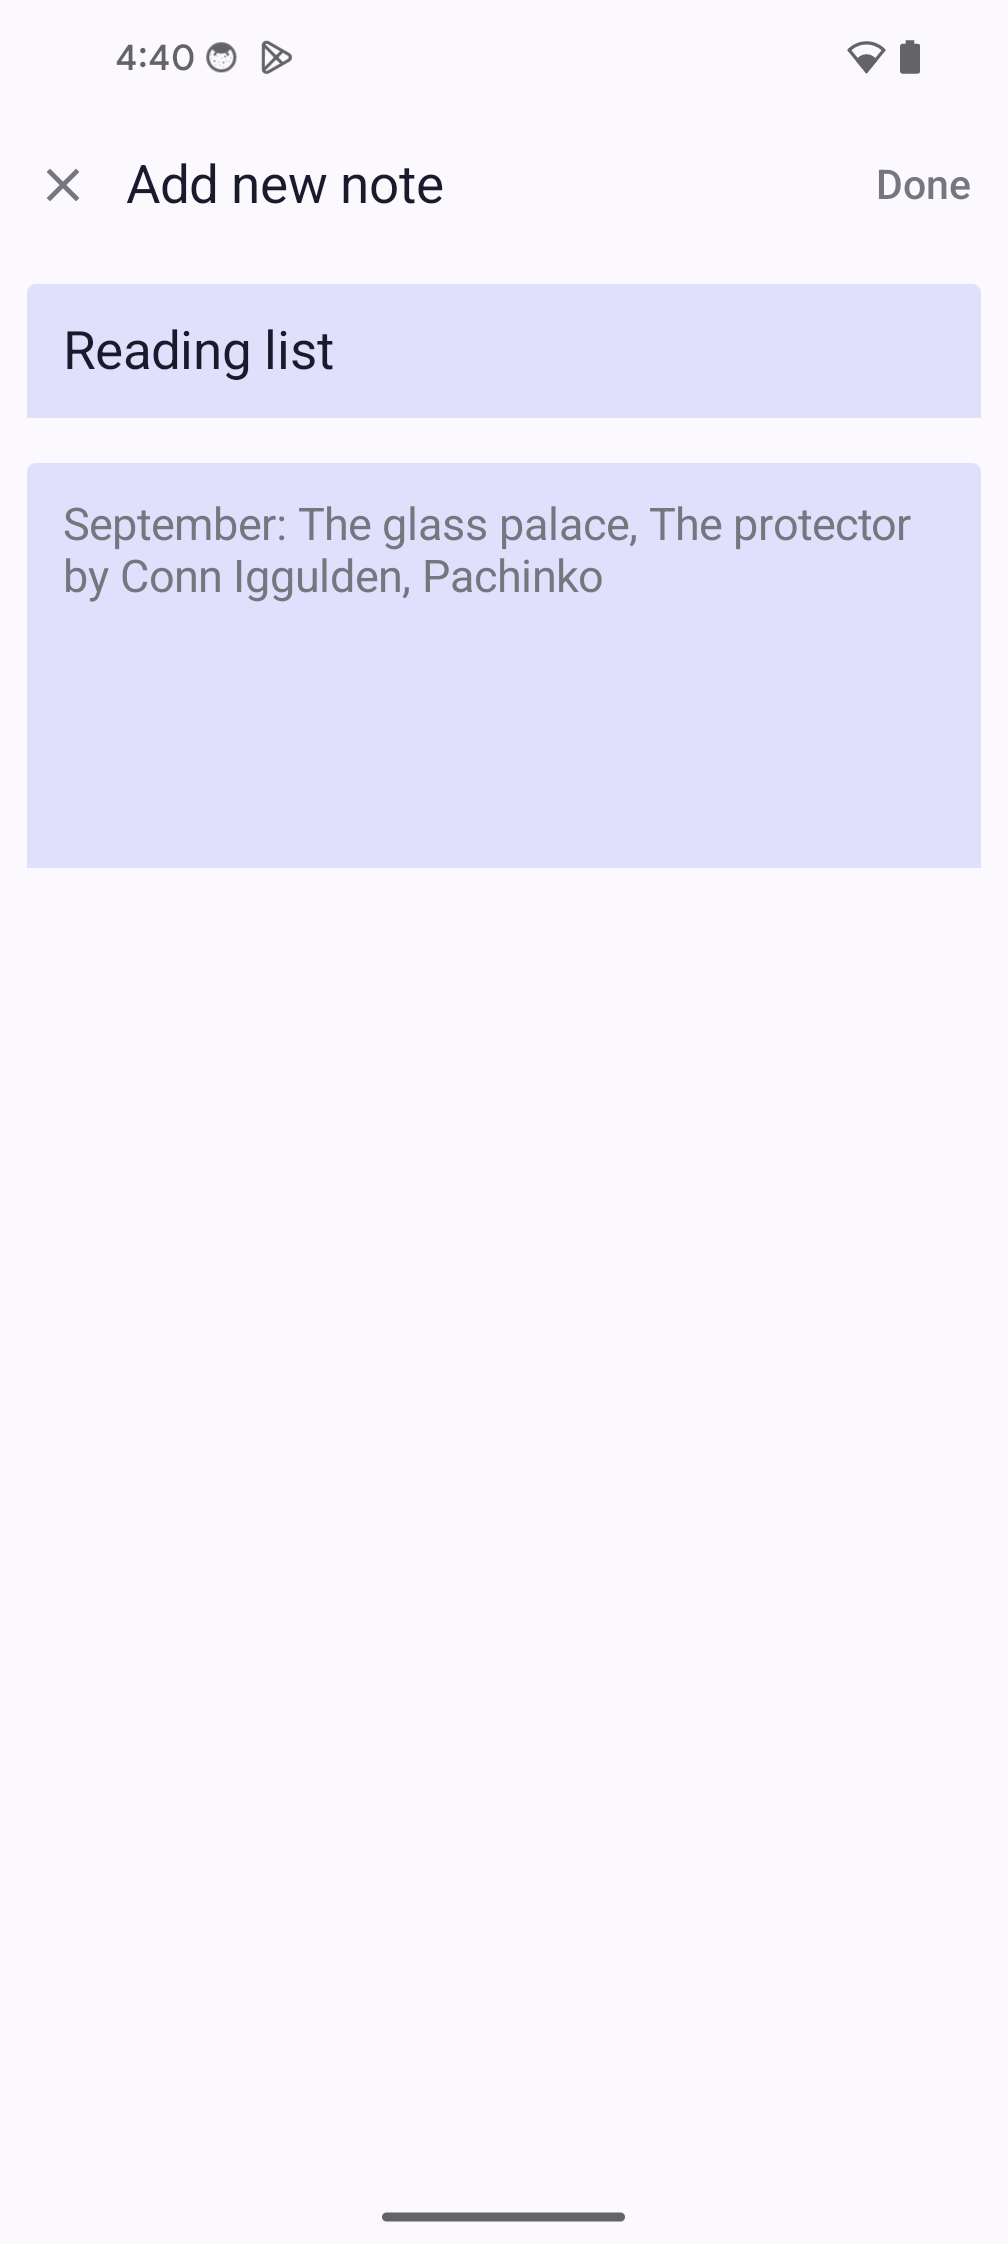 4:40
Add new note
Done
Reading list
September: The glass palace, The protector
by Conn Iggulden, Pachinko